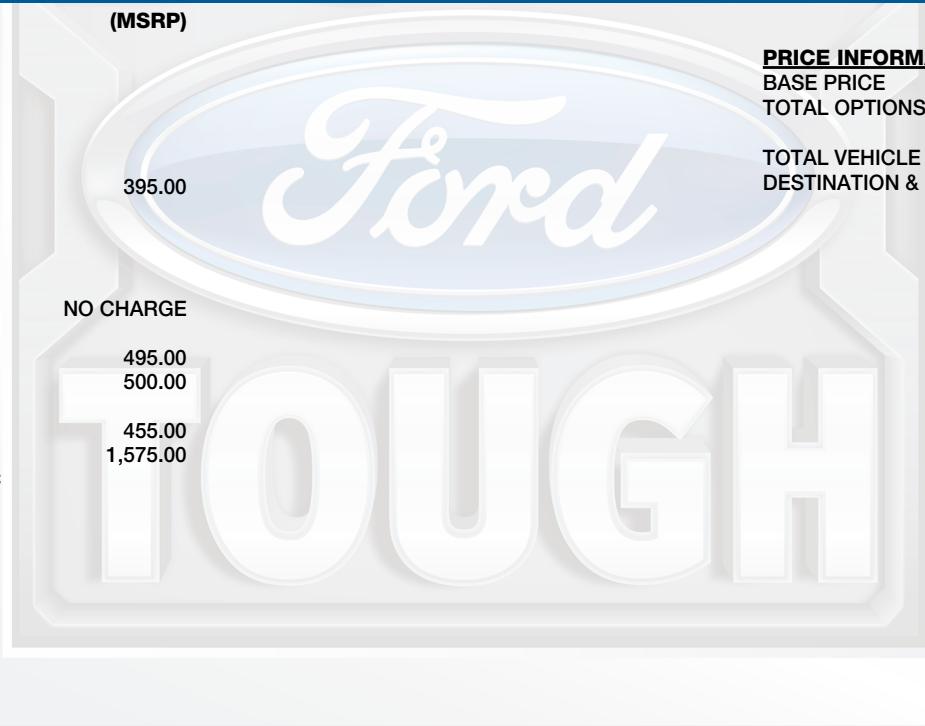 (MSRP)
395.00
NO CHARGE
495.00
500.00
455.00
1,575.00
PRICE INFORM
BASE PRICE
TOTAL OPTIONS
TOTAL VEHICLE
DESTINATION &
Ford
TOUGH